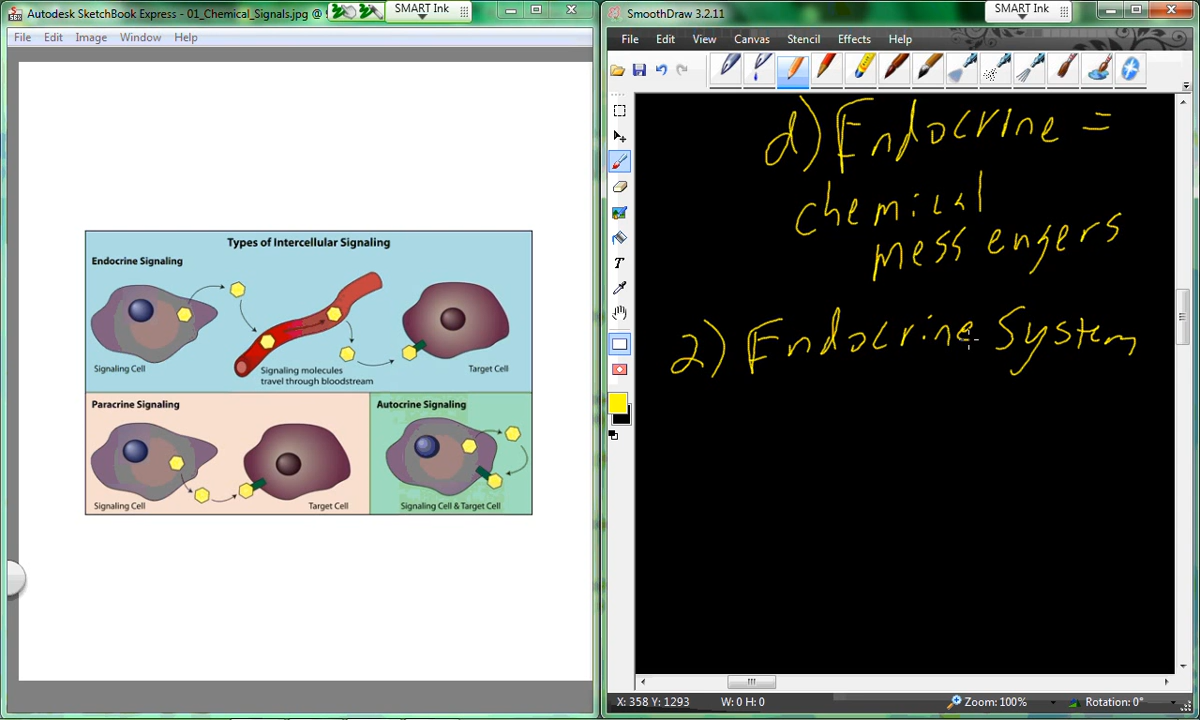 Autodesk SketchBook Express - 01_Chemical_Signals.jpg @
SMART Ink
File Edit Image Window Help
Types of Intercellular Signaling
Endocrine Signaling
Signaling Cell
Signaling molecules
travel through bloodstream
Target Cell
Paracrine Signaling
Signaling Cell
Target Cell
Autocrine Signaling
Signaling Cell & Target Cell
SmoothDraw 3.2.11
SMART Ink
File Edit View Canvas Stencil Effects Help
d) Endocrine =
chemical
messengers
2) Endocrine System
X: 358 Y: 1293 W: 0 H: 0 Zoom: 100% Rotation: 0°